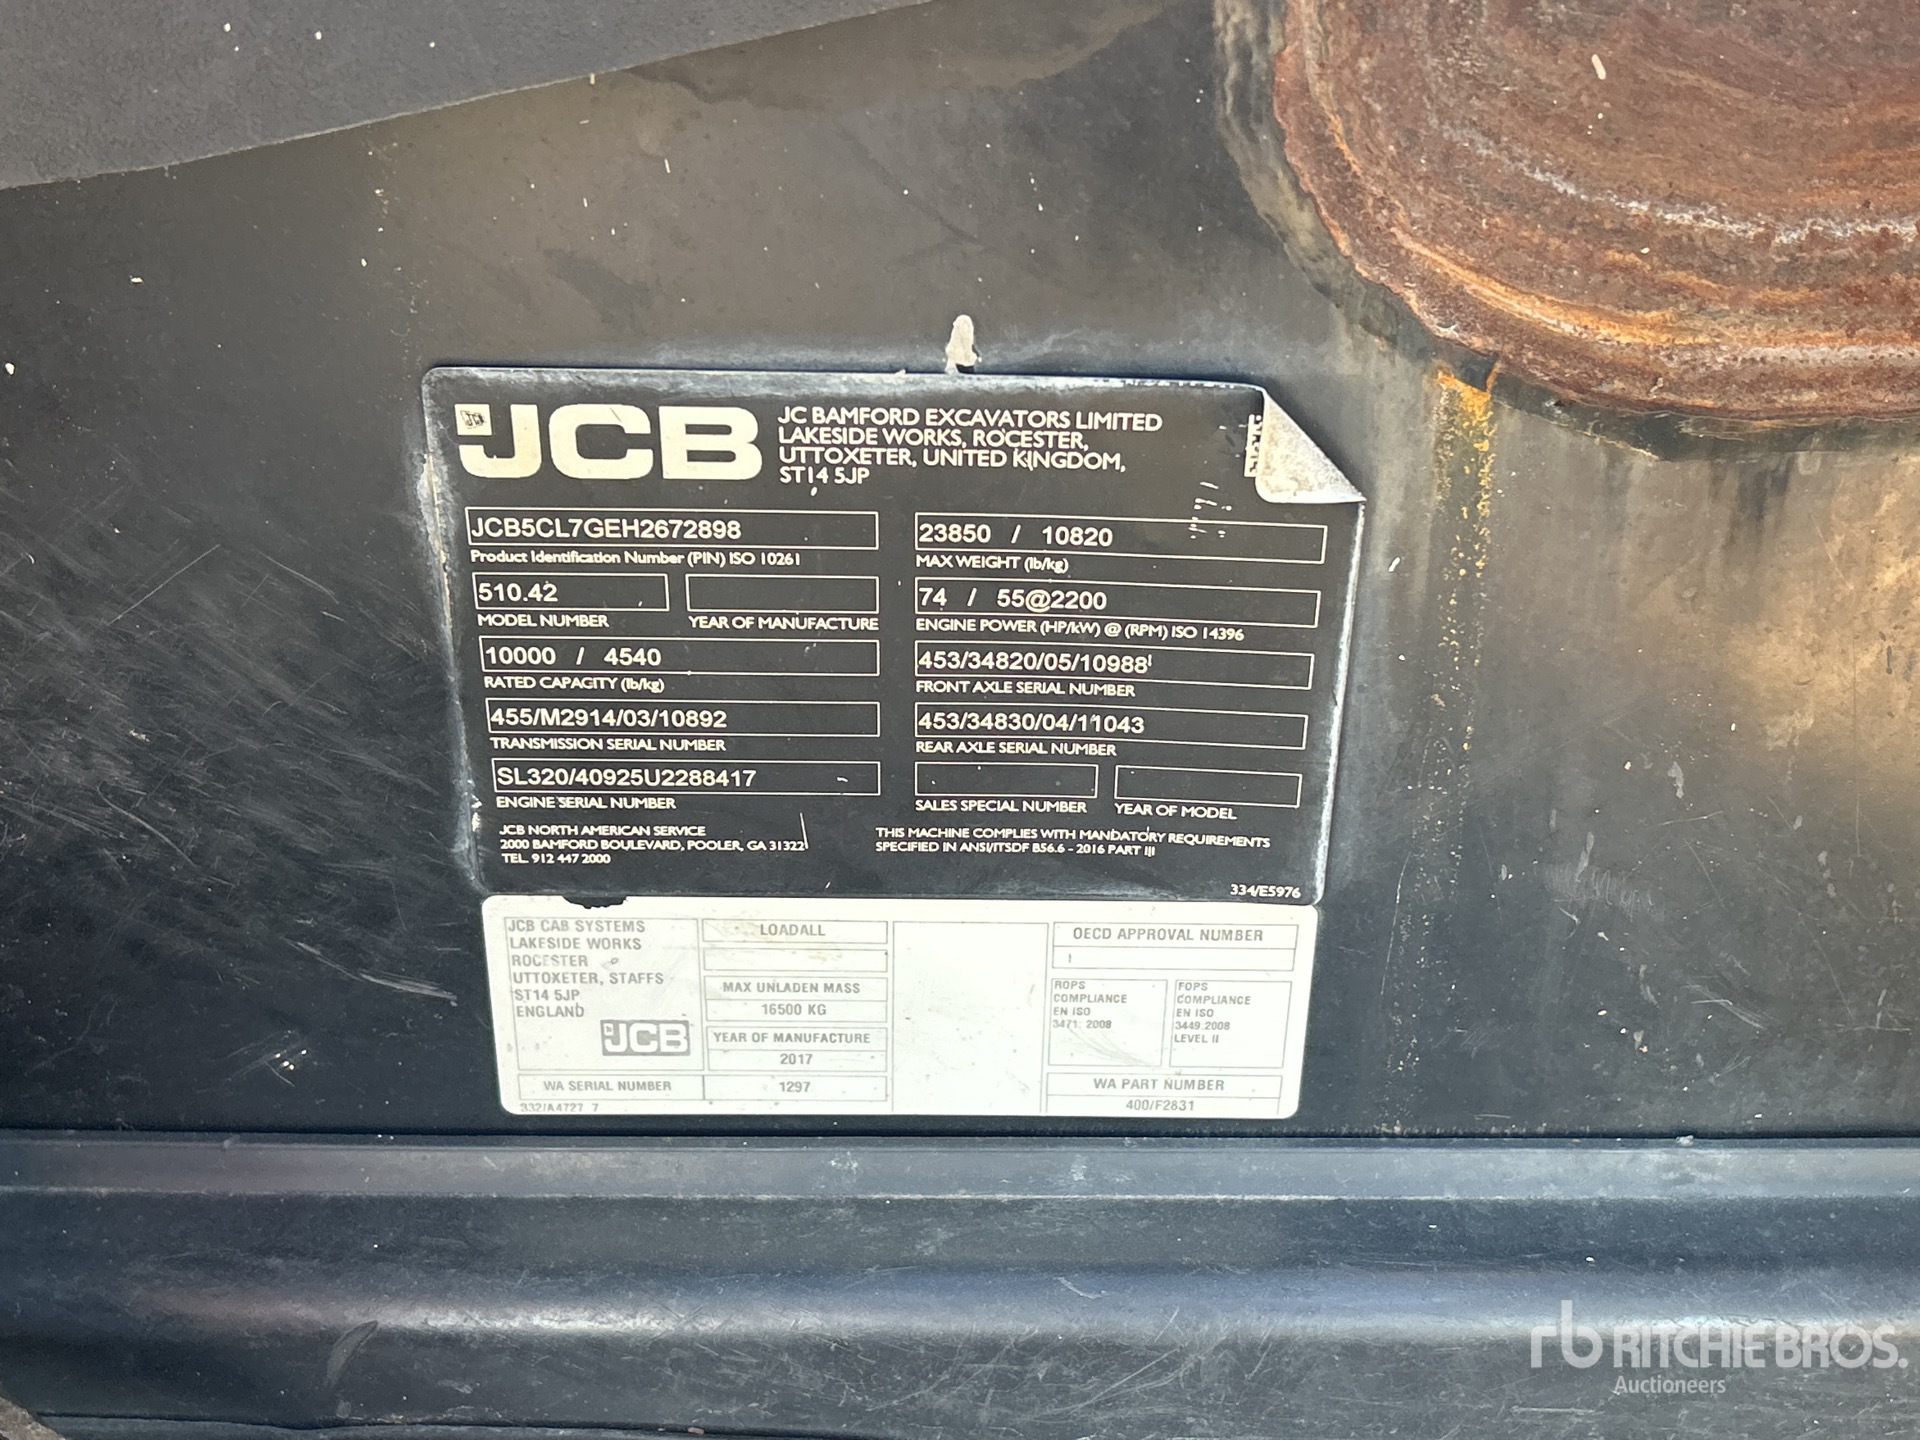 JCB
JC BAMFORD EXCAVATORS LIMITED
LAKESIDE WORKS, ROCESTER,
UTTOXETER, UNITED KINGDOM,
ST14 5JP
JCB5CL7GEH2672898
Product Identification Number (PIN) ISO 10261
510.42
MODEL NUMBER YEAR OF MANUFACTURE
10000 / 4540
RATED CAPACITY (lb/kg)
455/M2914/03/10892
TRANSMISSION SERIAL NUMBER
SL320/40925U2288417
ENGINE SERIAL NUMBER
JCB NORTH AMERICAN SERVICE
2000 BAMFORD BOULEVARD, POOLER, GA 31322
TEL. 912 447 2000
23850 / 10820
MAX WEIGHT (lb/kg)
74 / 55@2200
ENGINE POWER (HP/kW) @ (RPM) ISO 14396
453/34820/05/10988
FRONT AXLE SERIAL NUMBER
453/34830/04/11043
REAR AXLE SERIAL NUMBER
SALES SPECIAL NUMBER YEAR OF MODEL
THIS MACHINE COMPLIES WITH MANDATORY REQUIREMENTS
SPECIFIED IN ANSI/ITSDF B56.6 - 2016 PART III
334/E5976
JCB CAB SYSTEMS
LAKESIDE WORKS
ROCESTER
UTTOXETER, STAFFS
ST14 5JP
ENGLAND
JCB
WA SERIAL NUMBER 1297
332/A4727 7
LOADALL
MAX UNLADEN MASS
16500 KG
YEAR OF MANUFACTURE
2017
OECD APPROVAL NUMBER
ROPS
COMPLIANCE
EN ISO
3471: 2008
FOPS
COMPLIANCE
EN ISO
3449:2008
LEVEL II
WA PART NUMBER
400/F2831
rb RITCHIE BROS.
Auctioneers